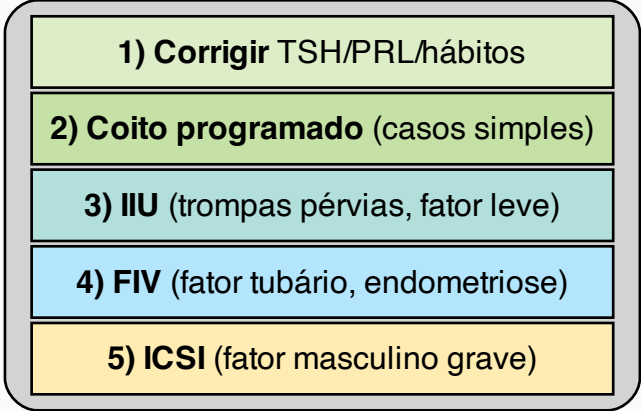 1) Corrigir TSH/PRL/hábitos
2) Coito programado (casos simples)
3) IIU (trompas pérvias, fator leve)
4) FIV (fator tubário, endometriose)
5) ICSI (fator masculino grave)